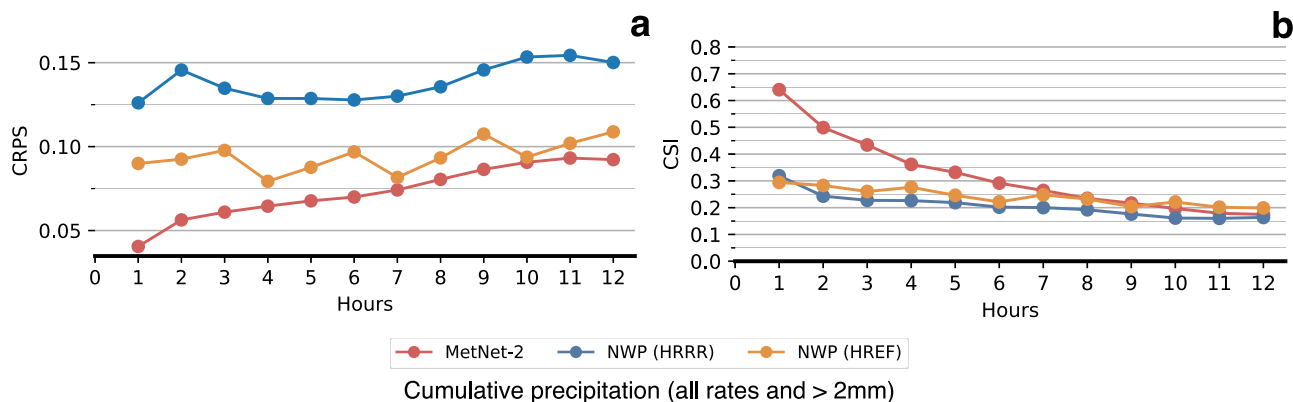 a
CRPS
0.15
0.10
0.05
0 1 2 3 4 5 6 7 8 9 10 11 12
Hours
b
CSI
0.8
0.7
0.6
0.5
0.4
0.3
0.2
0.1
0.0
0 1 2 3 4 5 6 7 8 9 10 11 12
Hours
MetNet-2 NWP (HRRR) NWP (HREF)
Cumulative precipitation (all rates and > 2mm)